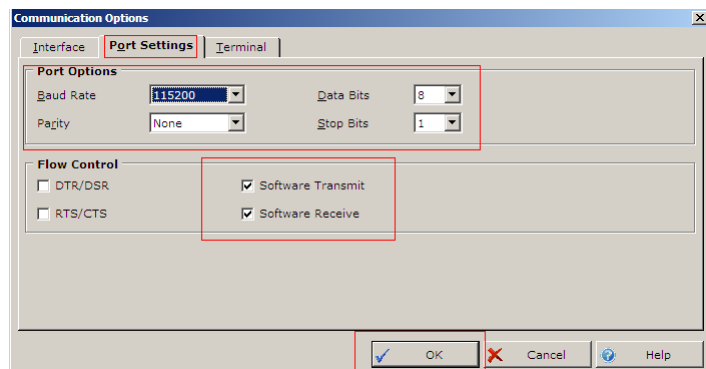 Communication Options
Interface Port Settings Terminal
Port Options
Baud Rate 115200 Data Bits 8
Parity None Stop Bits 1
Flow Control
DTR/DSR Software Transmit
RTS/CTS Software Receive
OK Cancel Help